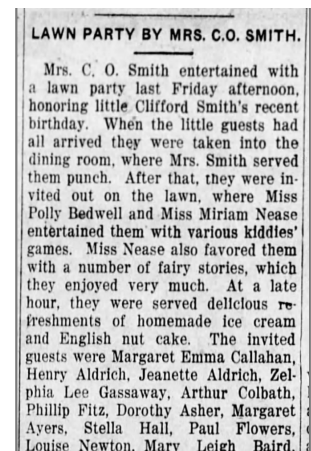 LAWN PARTY BY MRS. C.O. SMITH.
Mrs. C. O. Smith entertained with
a lawn party last Friday afternoon,
honoring little Clifford Smith's recent
birthday. When the little guests had
all arrived they were taken into the
dining room, where Mrs. Smith served
them punch. After that, they were in-
vited out on the lawn, where Miss
Polly Bedwell and Miss Miriam Nease
entertained them with various kiddies'
games. Miss Nease also favored them
with a number of fairy stories, which
they enjoyed very much. At a late
hour, they were served delicious re-
freshments of homemade ice cream
and English nut cake. The invited
guests were Margaret Emma Callahan,
Henry Aldrich, Jeanette Aldrich, Zel-
phia Lee Gassaway, Arthur Colbath,
Phillip Fitz, Dorothy Asher, Margaret
Ayers, Stella Hall, Paul Flowers,
Louise Newton, Mary Leigh Baird,